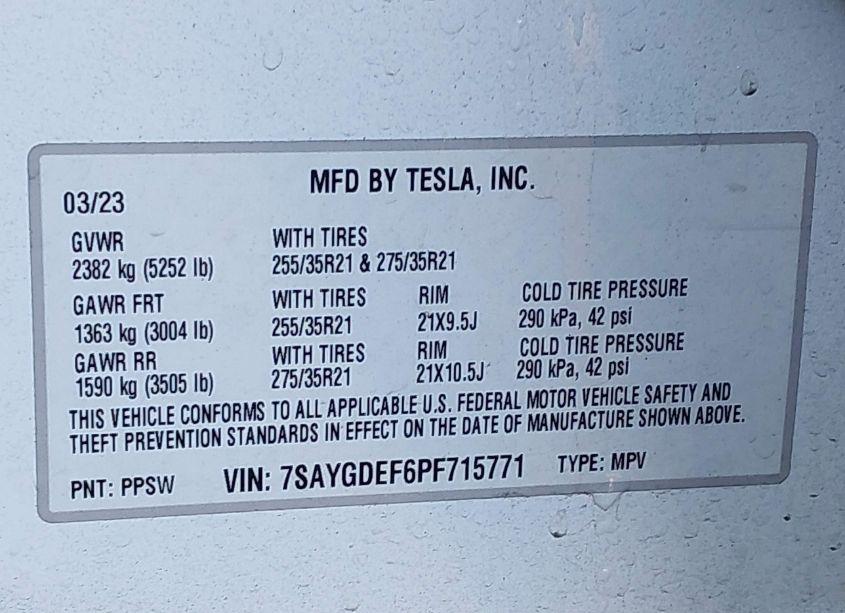 MFD BY TESLA, INC.
03/23
GVWR WITH TIRES
2382 kg (5252 lb) 255/35R21 & 275/35R21
GAWR FRT WITH TIRES RIM COLD TIRE PRESSURE
1363 kg (3004 lb) 255/35R21 21X9.5J 290 kPa, 42 psi
GAWR RR WITH TIRES RIM COLD TIRE PRESSURE
1590 kg (3505 lb) 275/35R21 21X10.5J 290 kPa, 42 psi
THIS VEHICLE CONFORMS TO ALL APPLICABLE U.S. FEDERAL MOTOR VEHICLE SAFETY AND
THEFT PREVENTION STANDARDS IN EFFECT ON THE DATE OF MANUFACTURE SHOWN ABOVE.
PNT: PPSW VIN: 7SAYGDEF6PF715771 TYPE: MPV